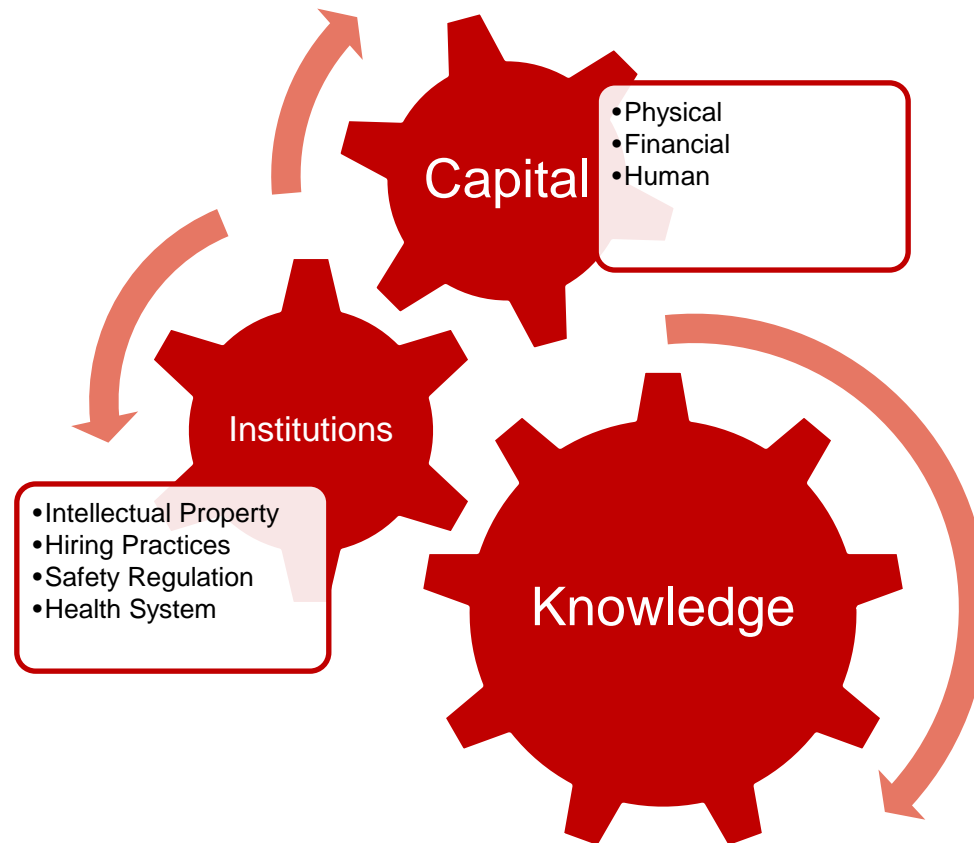 Capital
•Physical
•Financial
•Human
Institutions
•Intellectual Property
•Hiring Practices
•Safety Regulation
•Health System
Knowledge